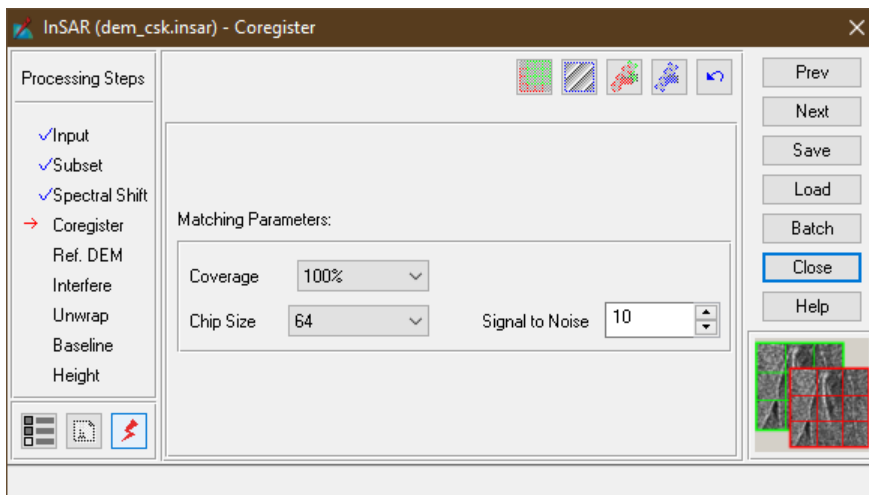 InSAR (dem_csk.insar) - Coregister
Processing Steps
Input
Subset
Spectral Shift
Coregister
Ref. DEM
Interfere
Unwrap
Baseline
Height
Matching Parameters:
Coverage 100%
Chip Size 64 Signal to Noise 10
Prev
Next
Save
Load
Batch
Close
Help